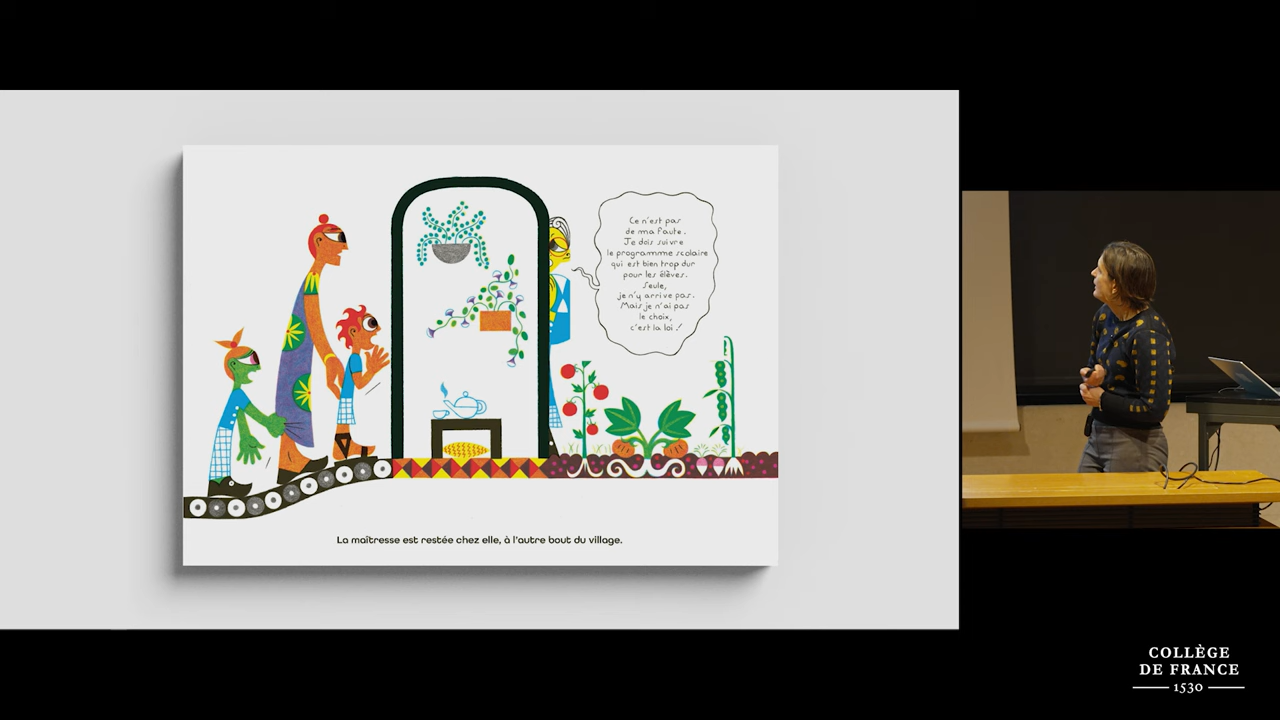 Ce n'est pas
de ma faute.
Je dois suivre
le programme scolaire
qui est bien trop dur
pour les élèves.
Seule,
je n'y arrive pas.
Mais je n'ai pas
le choix,
c'est la loi !
La maîtresse est restée chez elle, à l'autre bout du village.
COLLÈGE
DE FRANCE
1530